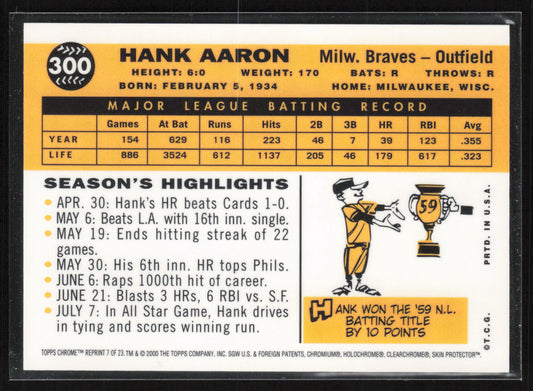 300
HANK AARON
Milw. Braves – Outfield
HEIGHT: 6:0 WEIGHT: 170 BATS: R THROWS: R
BORN: FEBRUARY 5, 1934 HOME: MILWAUKEE, WISC.
MAJOR LEAGUE BATTING RECORD
Games At Bat Runs Hits 2B 3B HR RBI Avg
YEAR 154 629 116 223 46 7 39 123 .355
LIFE 886 3524 612 1137 205 46 179 617 .323
SEASON'S HIGHLIGHTS
• APR. 30: Hank's HR beats Cards 1-0.
• MAY 6: Beats L.A. with 16th inn. single.
• MAY 19: Ends hitting streak of 22
games.
• MAY 30: His 6th inn. HR tops Phils.
• JUNE 6: Raps 1000th hit of career.
• JUNE 21: Blasts 3 HRs, 6 RBI vs. S.F.
• JULY 7: In All Star Game, Hank drives
in tying and scores winning run.
59
HANK WON THE '59 N.L.
BATTING TITLE
BY 10 POINTS
©T.C.G. PRTD. IN U.S.A.
TOPPS CHROME™ REPRINT 7 OF 23. TM & © 2000 THE TOPPS COMPANY, INC. SGW U.S. & FOREIGN PATENTS, CHROMIUM®, HOLOCHROME®, CLEARCHROME®, SKIN PROTECTOR™.